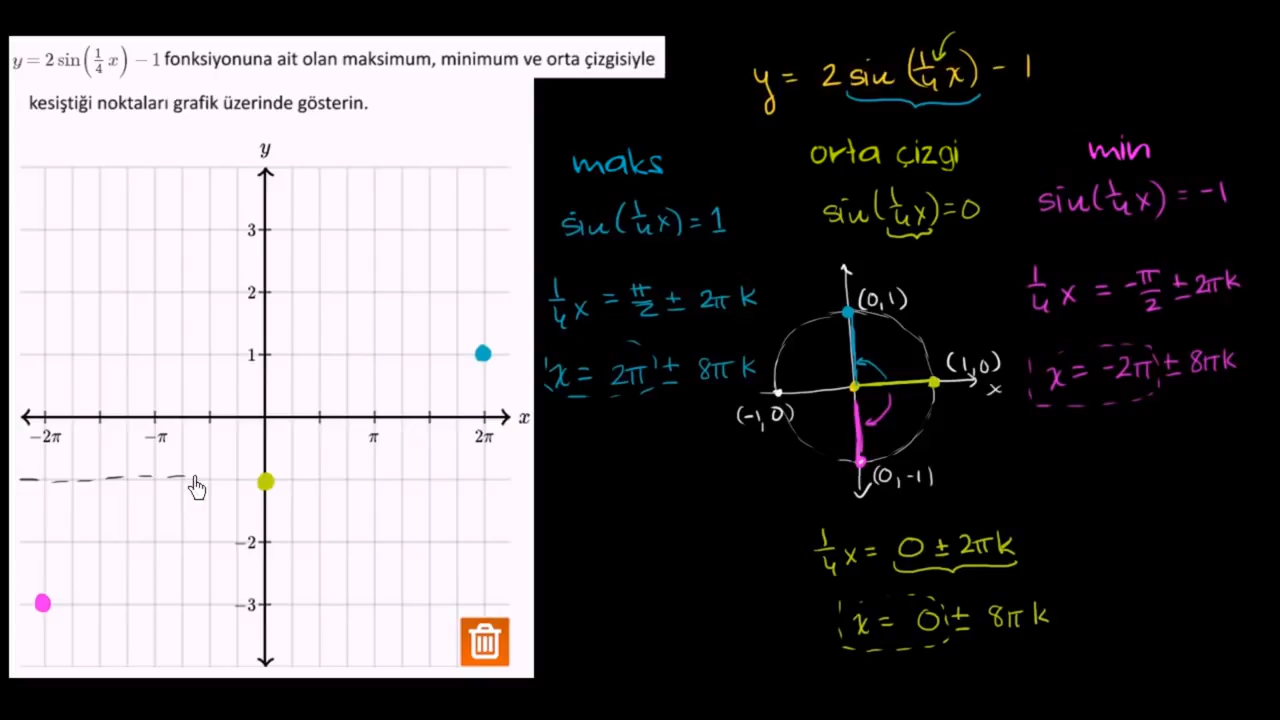 y = 2 sin(1/4 x) − 1 fonksiyonuna ait olan maksimum, minimum ve orta çizgisiyle
kesiştiği noktaları grafik üzerinde gösterin.
y
3
2
1
−2π −π π 2π x
−2
−3
y = 2 sin(1/4 x) − 1
maks
sin(1/4 x) = 1
1/4 x = π/2 ± 2πk
x = 2π ± 8πk
orta çizgi
sin(1/4 x) = 0
(0,1)
(1,0)
x
(-1,0)
(0,-1)
1/4 x = 0 ± 2πk
x = 0 ± 8πk
min
sin(1/4 x) = -1
1/4 x = -π/2 ± 2πk
x = -2π ± 8πk